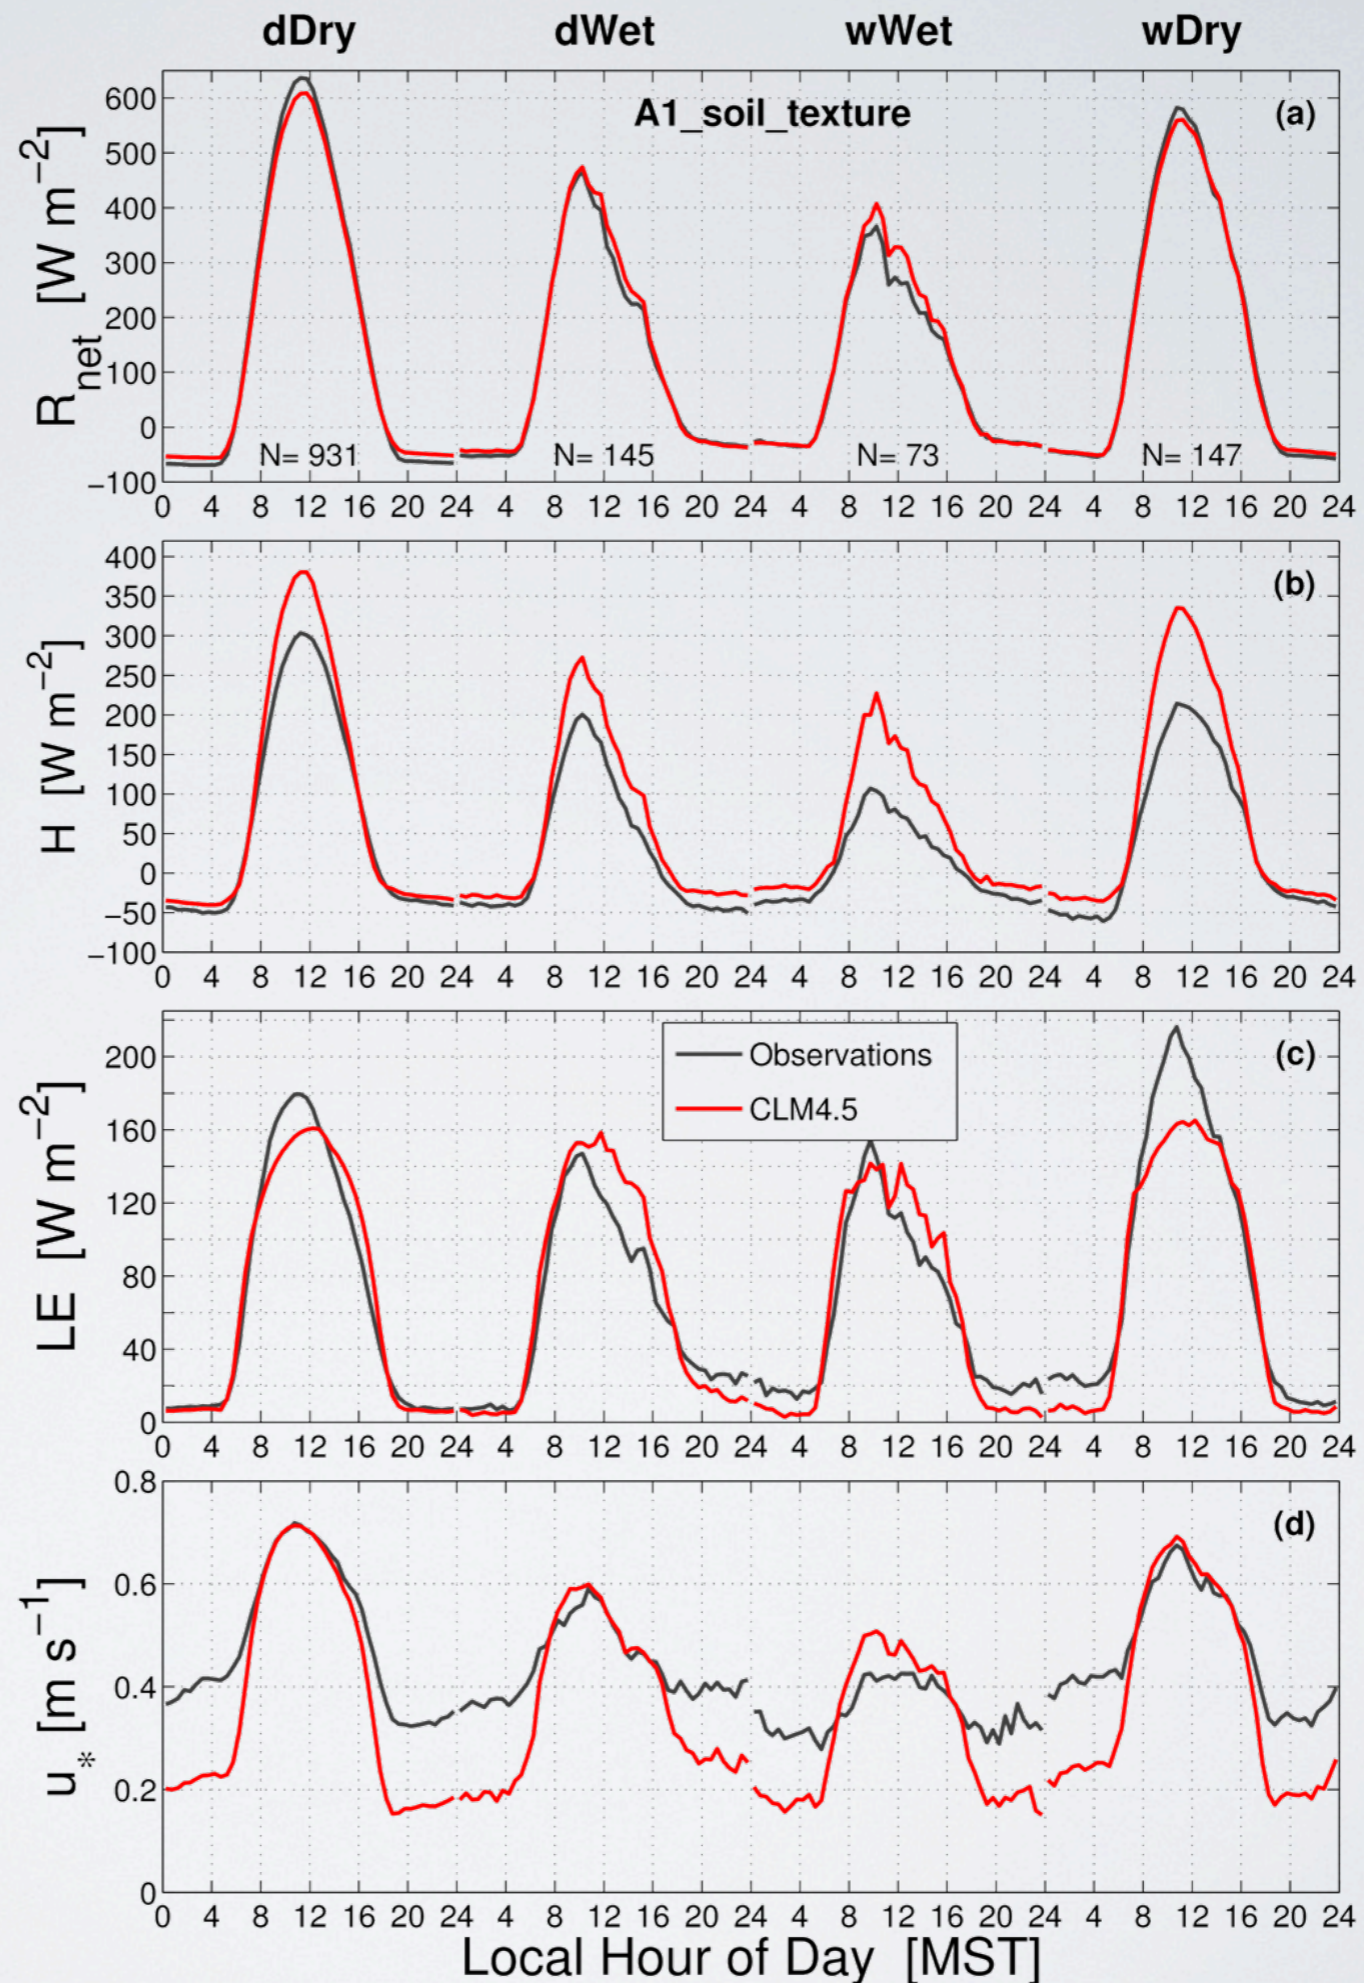 dDry dWet wWet wDry
A1_soil_texture
(a)
R_net [W m−2]
600
500
400
300
200
100
0
−100
N= 931 N= 145 N= 73 N= 147
0 4 8 12 16 20 24 4 8 12 16 20 24 4 8 12 16 20 24 4 8 12 16 20 24
(b)
H [W m−2]
400
350
300
250
200
150
100
50
0
−50
−100
0 4 8 12 16 20 24 4 8 12 16 20 24 4 8 12 16 20 24 4 8 12 16 20 24
(c)
Observations
CLM4.5
LE [W m−2]
200
160
120
80
40
0
0 4 8 12 16 20 24 4 8 12 16 20 24 4 8 12 16 20 24 4 8 12 16 20 24
(d)
u* [m s−1]
0.8
0.6
0.4
0.2
0
0 4 8 12 16 20 24 4 8 12 16 20 24 4 8 12 16 20 24 4 8 12 16 20 24
Local Hour of Day [MST]